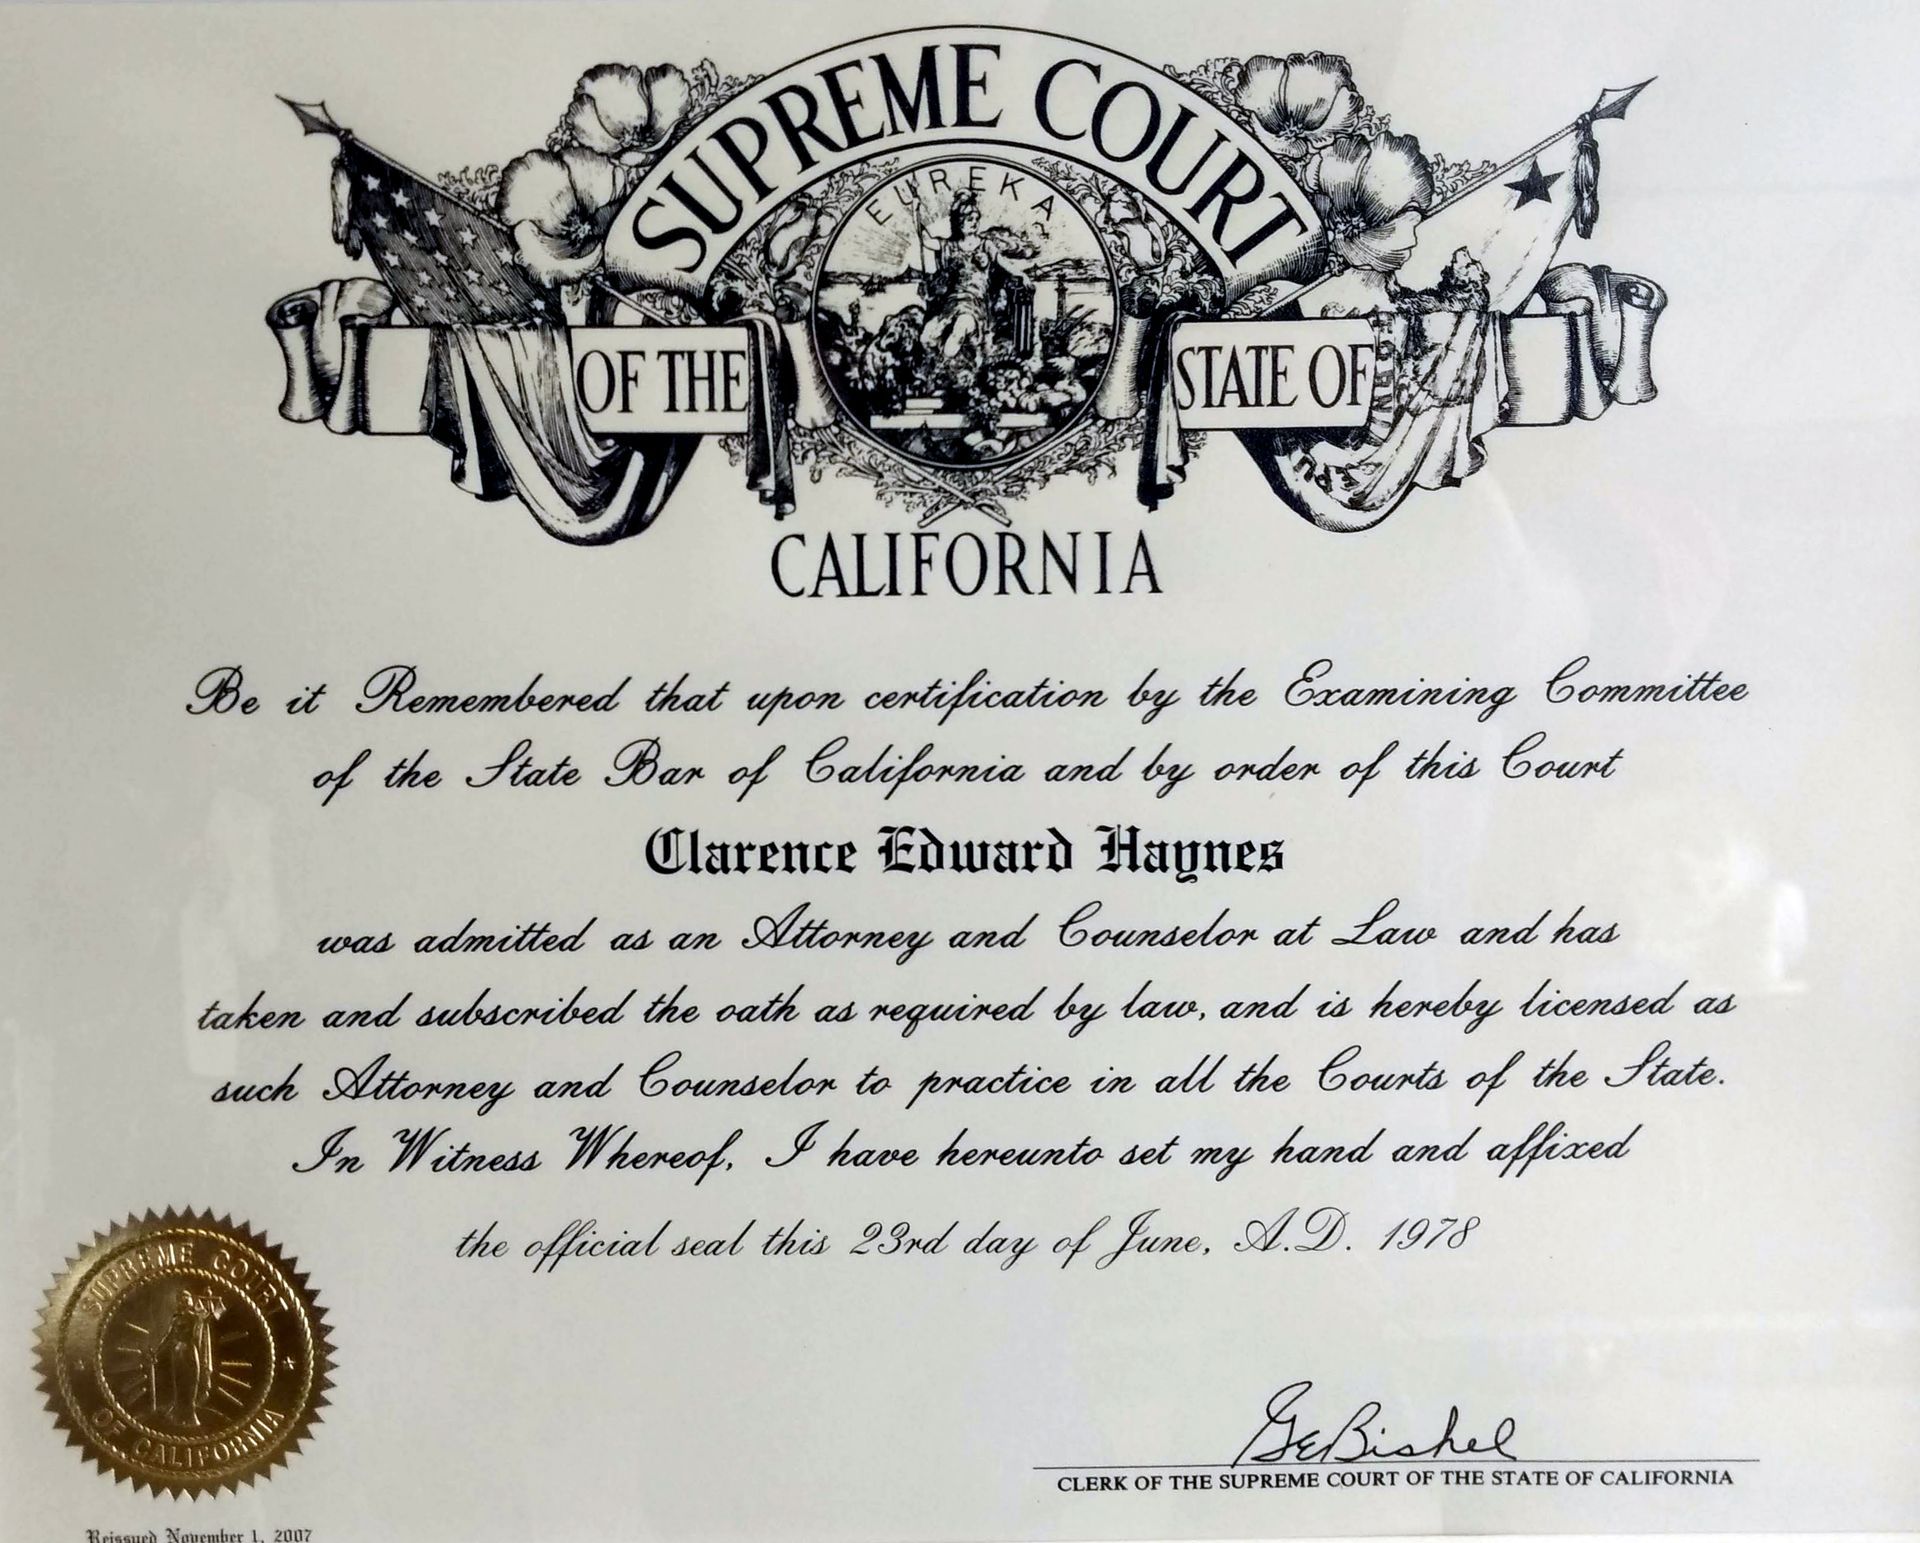 SUPREME COURT
EUREKA
OF THE STATE OF
CALIFORNIA
Be it Remembered that upon certification by the Examining Committee
of the State Bar of California and by order of this Court
Clarence Edward Haynes
was admitted as an Attorney and Counselor at Law and has
taken and subscribed the oath as required by law, and is hereby licensed as
such Attorney and Counselor to practice in all the Courts of the State.
In Witness Whereof, I have hereunto set my hand and affixed
the official seal this 23rd day of June, A.D. 1978
SUPREME COURT
OF CALIFORNIA
GEBishel
CLERK OF THE SUPREME COURT OF THE STATE OF CALIFORNIA
Reissued November 1, 2007